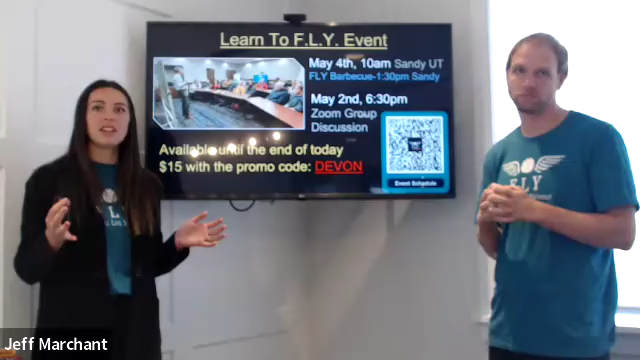 Learn To F.L.Y. Event
May 4th, 10am Sandy UT
FLY Barbecue-1:30pm Sandy
May 2nd, 6:30pm
Zoom Group
Discussion
Available until the end of today
$15 with the promo code: DEVON
Event Schedule
FLY
FLY
Jeff Marchant